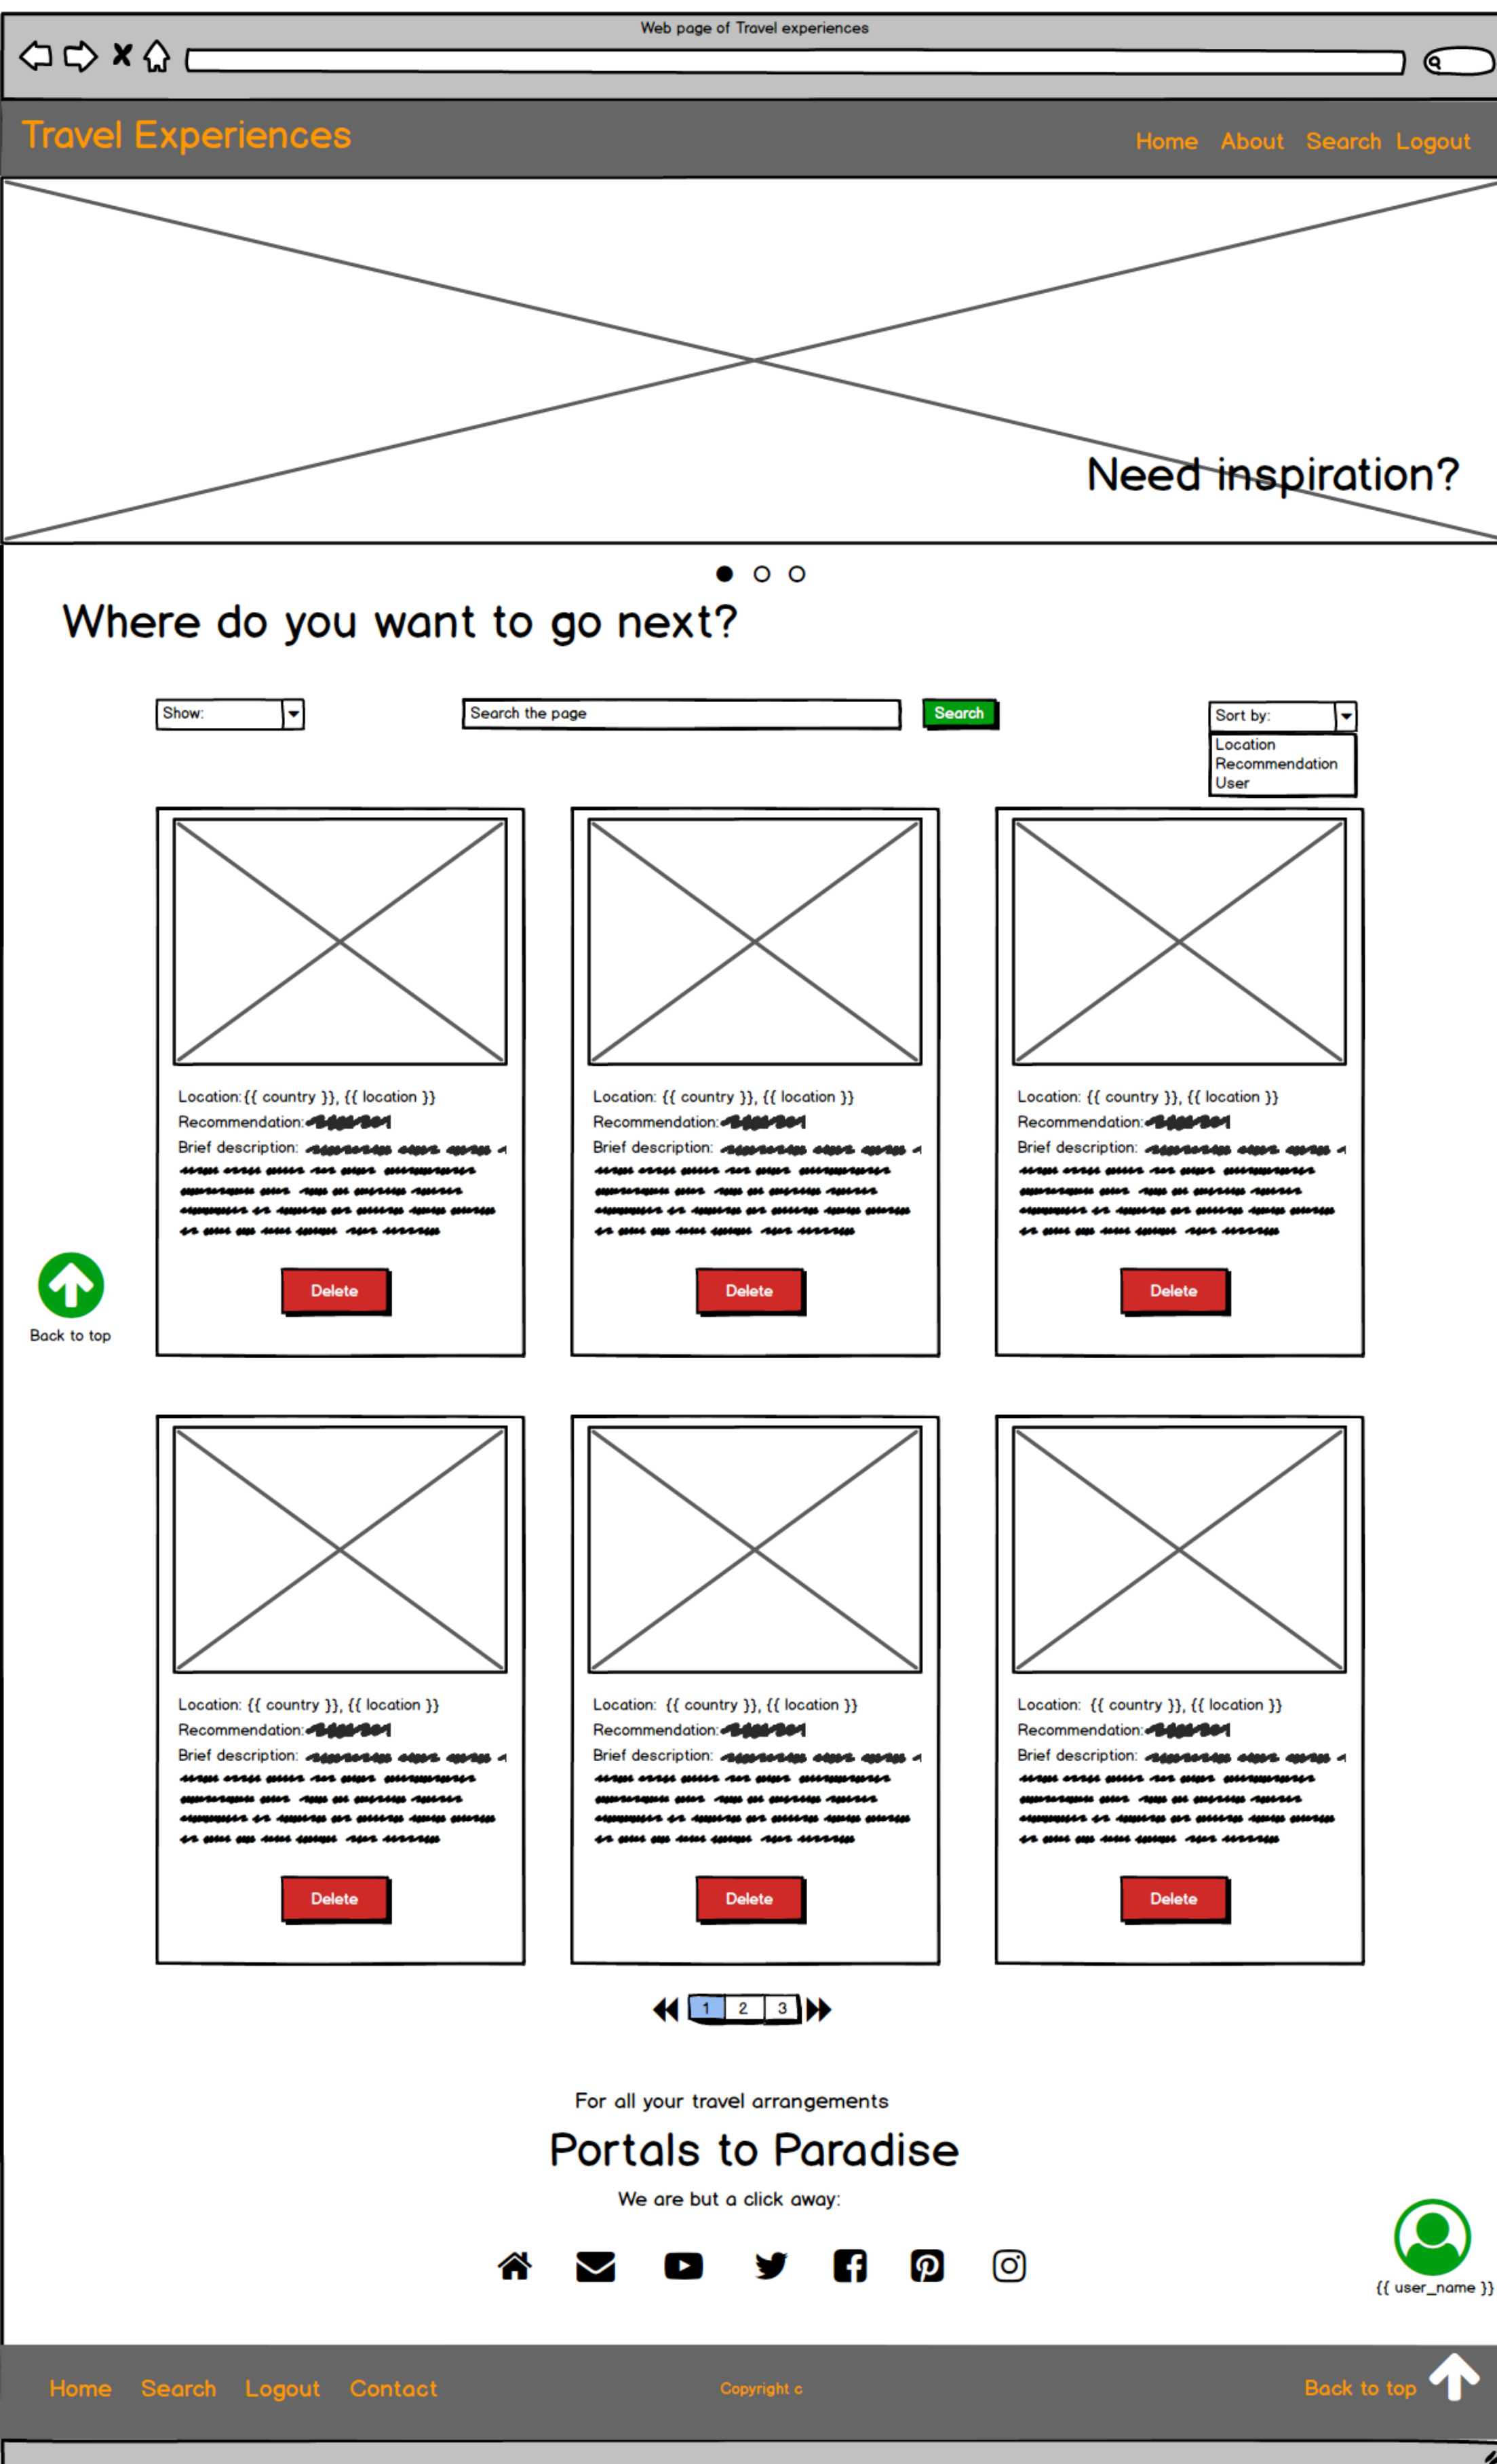 Web page of Travel experiences
Travel Experiences
Home About Search Logout
Need inspiration?
Where do you want to go next?
Show:
Search the page
Search
Sort by:
Location
Recommendation
User
Location:{{ country }}, {{ location }}
Recommendation:
Brief description:
Delete
Location: {{ country }}, {{ location }}
Recommendation:
Brief description:
Delete
Location: {{ country }}, {{ location }}
Recommendation:
Brief description:
Delete
Back to top
Location: {{ country }}, {{ location }}
Recommendation:
Brief description:
Delete
Location: {{ country }}, {{ location }}
Recommendation:
Brief description:
Delete
Location: {{ country }}, {{ location }}
Recommendation:
Brief description:
Delete
1 2 3
For all your travel arrangements
Portals to Paradise
We are but a click away:
{{ user_name }}
Home Search Logout Contact
Copyright c
Back to top